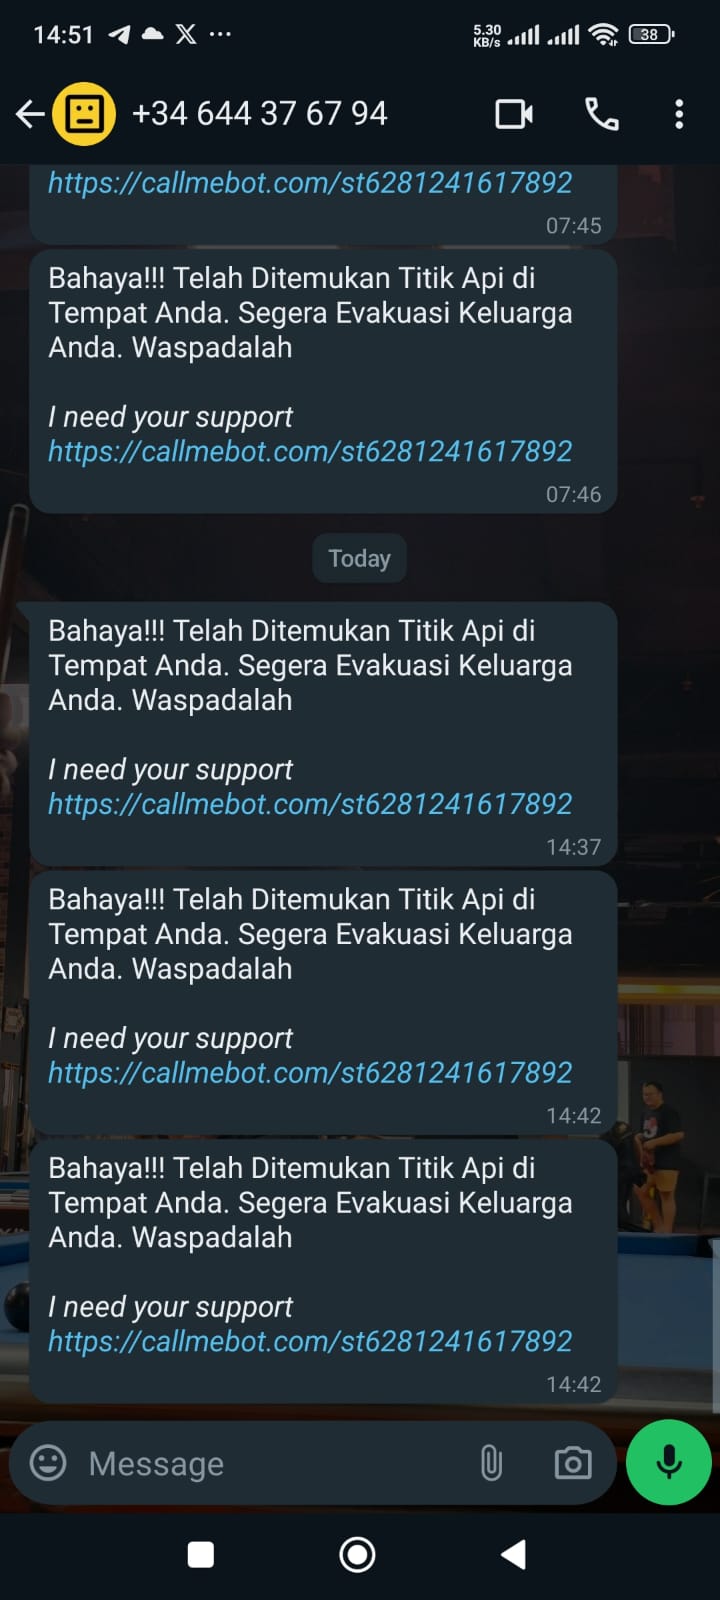 14:51
5.30
KB/s
38
+34 644 37 67 94
https://callmebot.com/st6281241617892
07:45
Bahaya!!! Telah Ditemukan Titik Api di
Tempat Anda. Segera Evakuasi Keluarga
Anda. Waspadalah
I need your support
https://callmebot.com/st6281241617892
07:46
Today
Bahaya!!! Telah Ditemukan Titik Api di
Tempat Anda. Segera Evakuasi Keluarga
Anda. Waspadalah
I need your support
https://callmebot.com/st6281241617892
14:37
Bahaya!!! Telah Ditemukan Titik Api di
Tempat Anda. Segera Evakuasi Keluarga
Anda. Waspadalah
I need your support
https://callmebot.com/st6281241617892
14:42
Bahaya!!! Telah Ditemukan Titik Api di
Tempat Anda. Segera Evakuasi Keluarga
Anda. Waspadalah
I need your support
https://callmebot.com/st6281241617892
14:42
Message